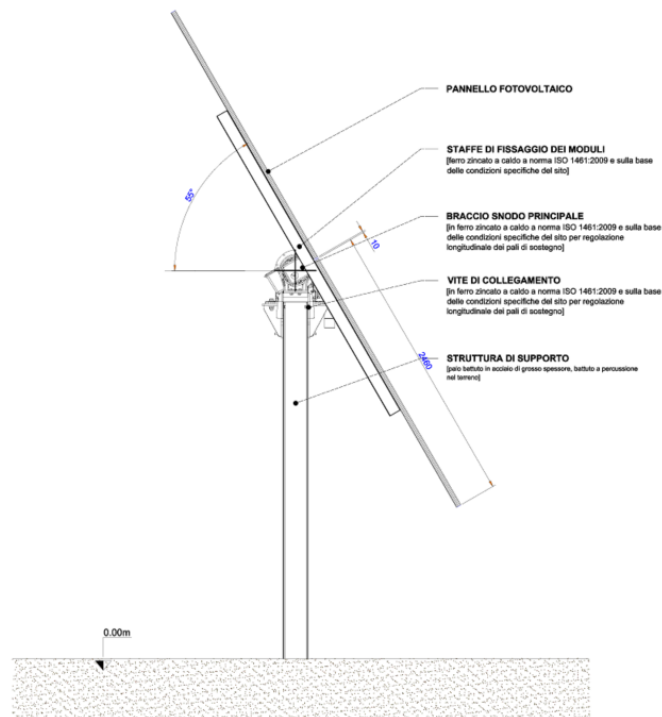 PANNELLO FOTOVOLTAICO
STAFFE DI FISSAGGIO DEI MODULI
[ferro zincato a caldo a norma ISO 1461:2009 e sulla base
delle condizioni specifiche del sito]
55°
BRACCIO SNODO PRINCIPALE
[in ferro zincato a caldo a norma ISO 1461:2009 e sulla base
delle condizioni specifiche del sito per regolazione
longitudinale dei pali di sostegno]
10
VITE DI COLLEGAMENTO
[in ferro zincato a caldo a norma ISO 1461:2009 e sulla base
delle condizioni specifiche del sito per regolazione
longitudinale dei pali di sostegno]
2460
STRUTTURA DI SUPPORTO
[palo battuto in acciaio di grosso spessore, battuto a percussione
nel terreno]
0.00m